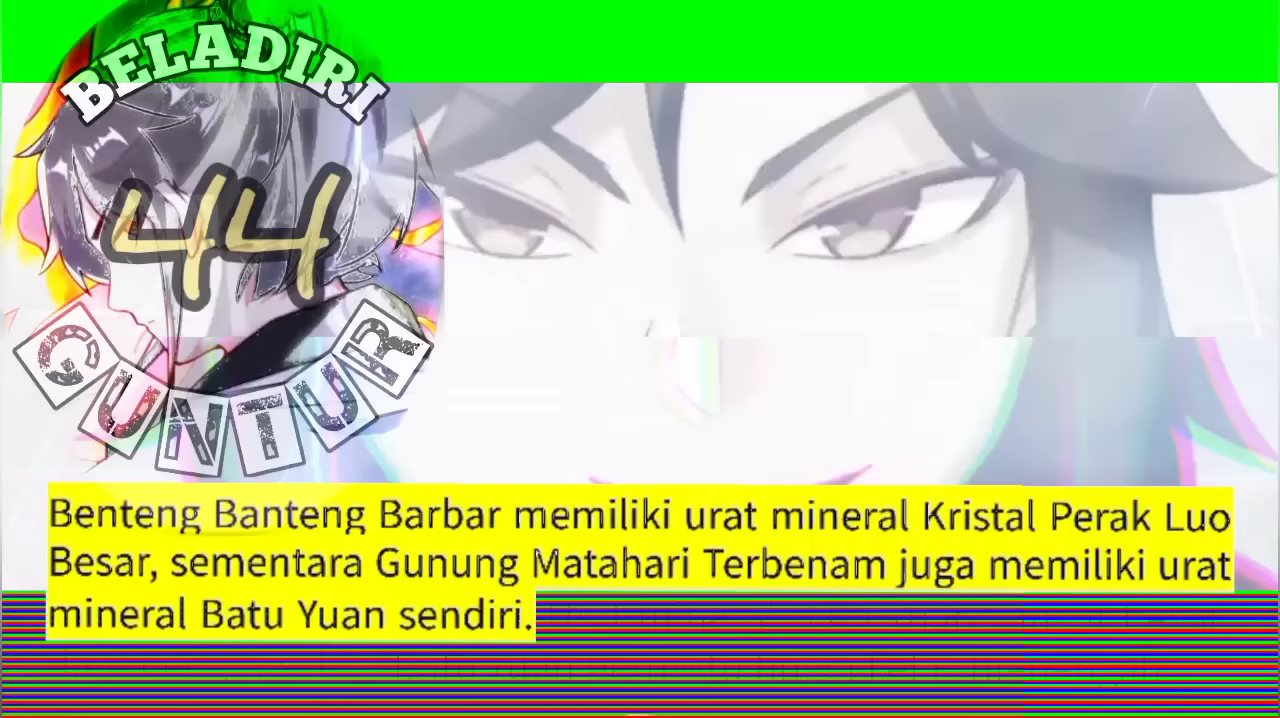 BELADIRI
44
GUNTUR
Benteng Banteng Barbar memiliki urat mineral Kristal Perak Luo
Besar, sementara Gunung Matahari Terbenam juga memiliki urat
mineral Batu Yuan sendiri.